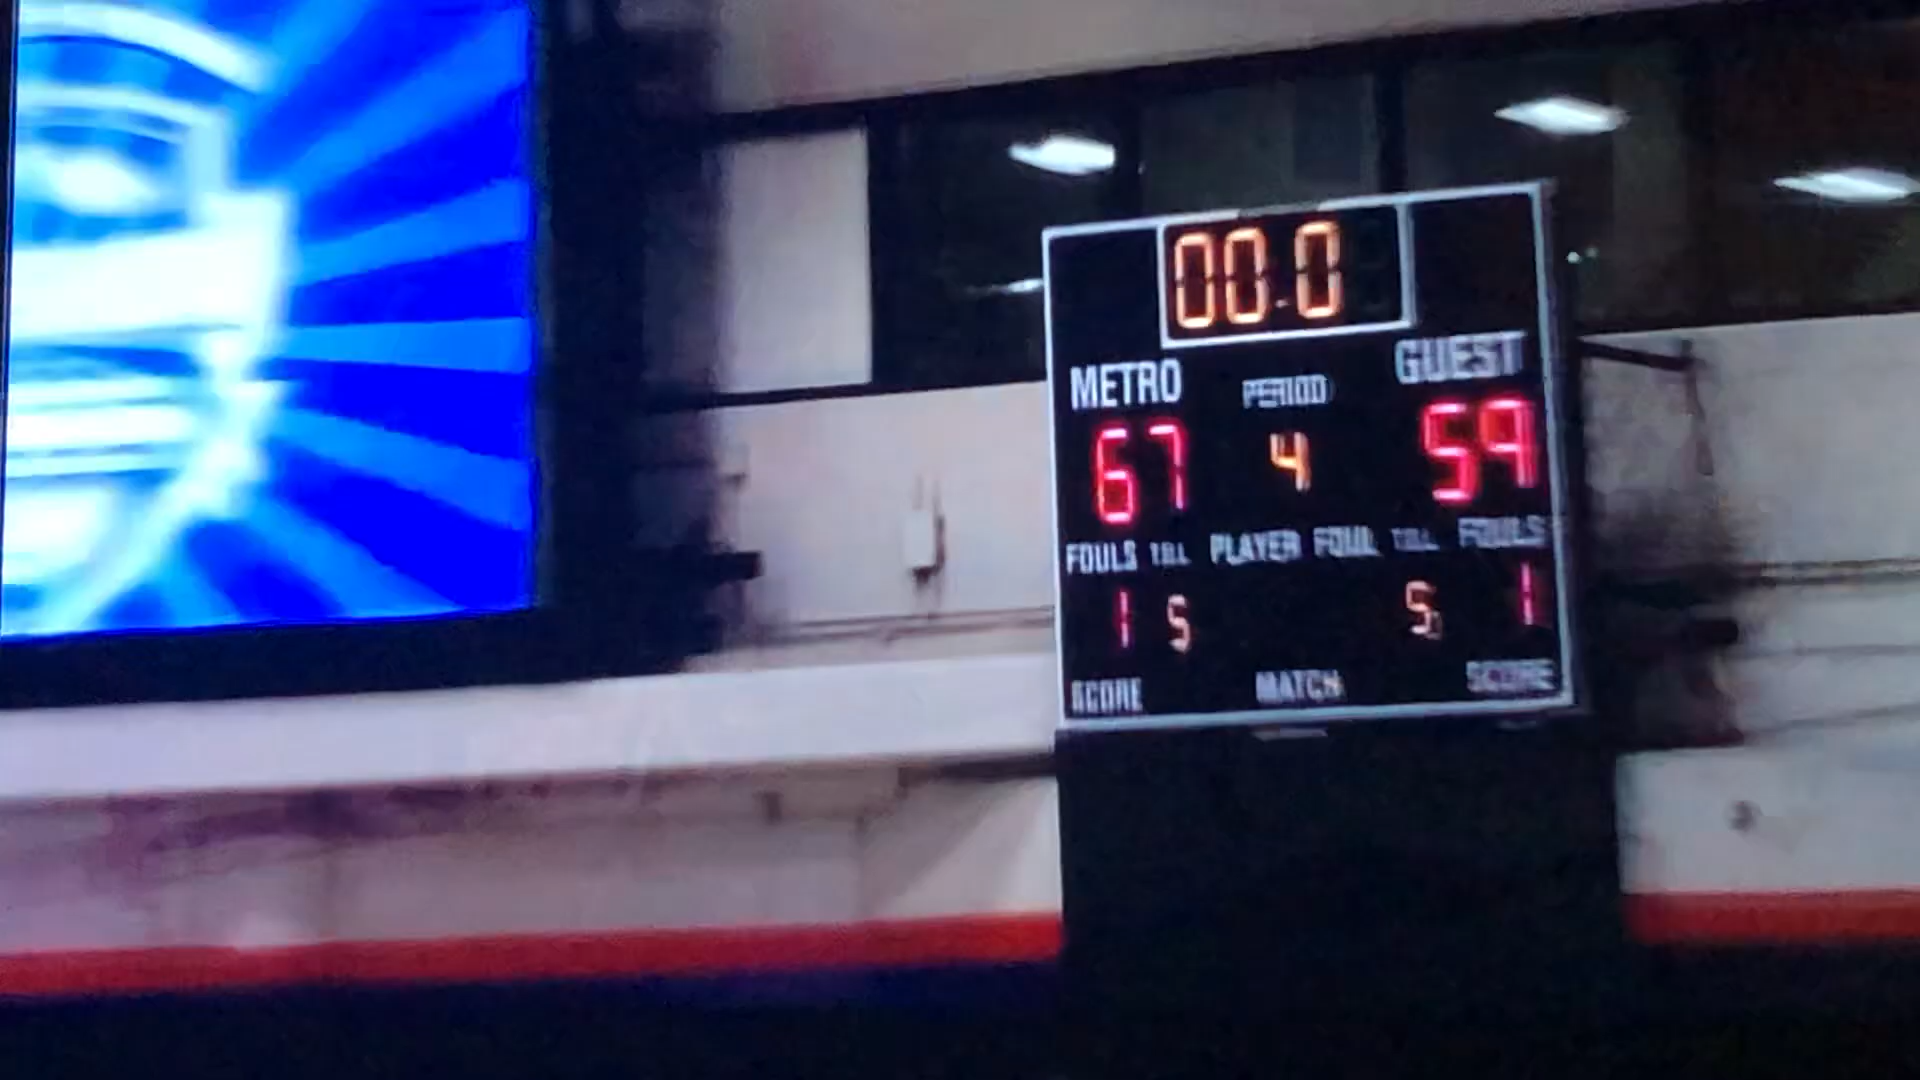 00.0
METRO PERIOD GUEST
67 4 59
FOULS T.O.L PLAYER FOUL T.O.L FOULS
1 5 5 1
SCORE MATCH SCORE